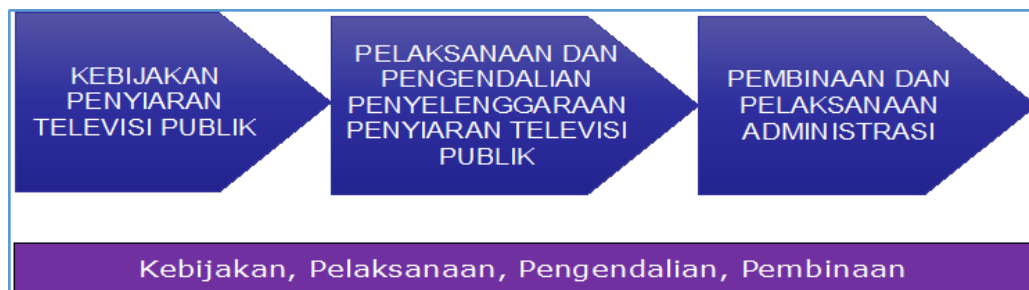 KEBIJAKAN
PENYIARAN
TELEVISI PUBLIK
PELAKSANAAN DAN
PENGENDALIAN
PENYELENGGARAAN
PENYIARAN TELEVISI
PUBLIK
PEMBINAAN DAN
PELAKSANAAN
ADMINISTRASI
Kebijakan, Pelaksanaan, Pengendalian, Pembinaan